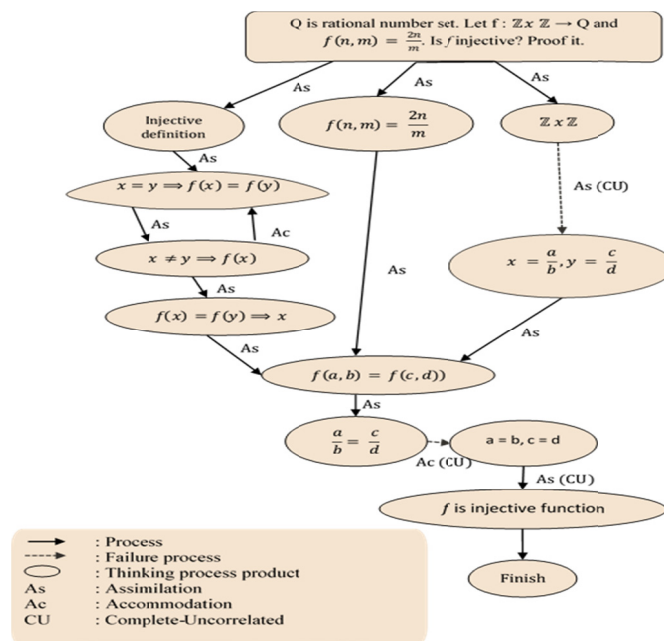 Q is rational number set. Let f : ℤ x ℤ → Q and
f(n, m) = 2n/m. Is f injective? Proof it.
As
As
As
Injective
definition
f(n, m) = 2n/m
ℤ x ℤ
As
As (CU)
x = y ⟹ f(x) = f(y)
As
Ac
x ≠ y ⟹ f(x)
x = a/b, y = c/d
As
As
f(x) = f(y) ⟹ x
As
As
f(a, b) = f(c, d))
As
a/b = c/d
Ac (CU)
a = b, c = d
As (CU)
f is injective function
Finish
: Process
: Failure process
: Thinking process product
As : Assimilation
Ac : Accommodation
CU : Complete-Uncorrelated